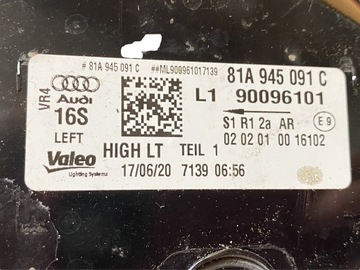 # 81A 945 091 C ##ML900961017139
81A 945 091 C
VR4
Audi
16S
LEFT
L1 90096101
S1 R1 2a AR
E9
02 02 01 00 16102
Valeo
Lighting Systems
HIGH LT TEIL 1
17/06/20 7139 06:56